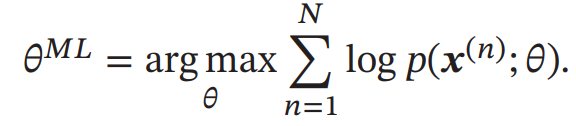 θ^{ML} = arg max_θ ∑_{n=1}^{N} log p(𝒙^{(n)}; θ).